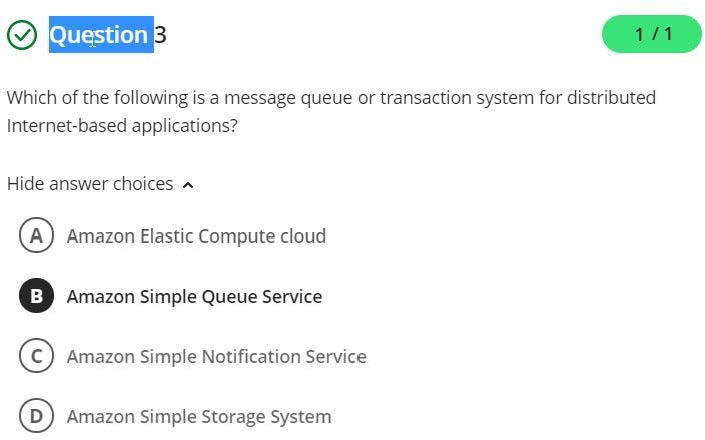 Question 3
1 / 1
Which of the following is a message queue or transaction system for distributed
Internet-based applications?
Hide answer choices
A Amazon Elastic Compute cloud
B Amazon Simple Queue Service
C Amazon Simple Notification Service
D Amazon Simple Storage System